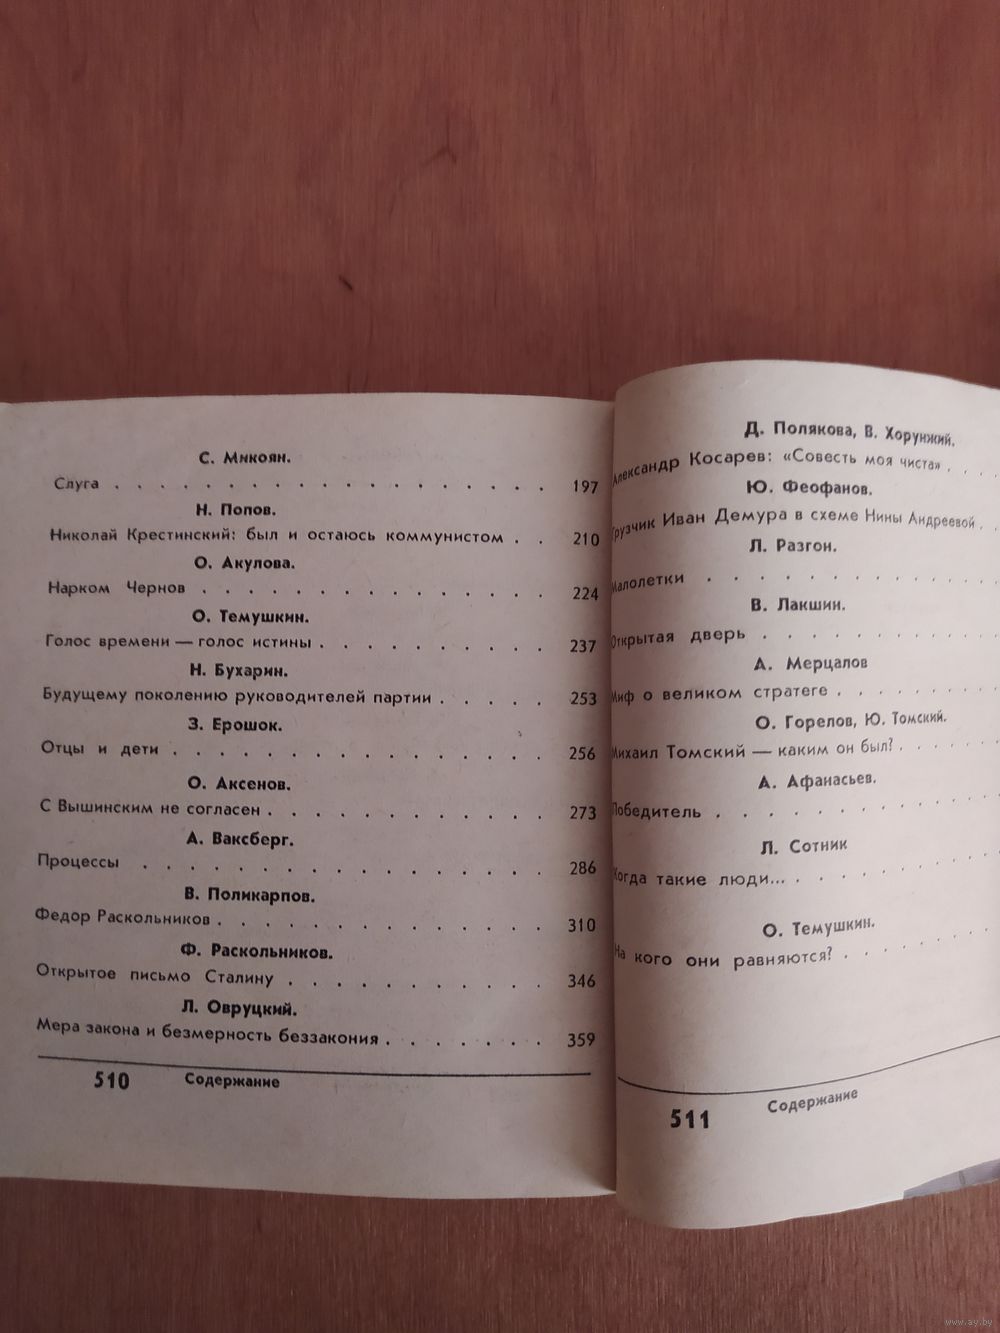 С. Микоян.
Слуга . . . . . . . . . . . . . . . . . . 197
Н. Попов.
Николай Крестинский: был и остаюсь коммунистом . . 210
О. Акулова.
Нарком Чернов . . . . . . . . . . . . . . 224
О. Темушкин.
Голос времени — голос истины . . . . . . . . . 237
Н. Бухарин.
Будущему поколению руководителей партии . . . . . 253
З. Ерошок.
Отцы и дети . . . . . . . . . . . . . . . 256
О. Аксенов.
С Вышинским не согласен . . . . . . . . . . . 273
А. Ваксберг.
Процессы . . . . . . . . . . . . . . . . 286
В. Поликарпов.
Федор Раскольников . . . . . . . . . . . . . 310
Ф. Раскольников.
Открытое письмо Сталину . . . . . . . . . . 346
Л. Овруцкий.
Мера закона и безмерность беззакония . . . . . . . 359
510 Содержание
Д. Полякова, В. Хорунжий.
Александр Косарев: «Совесть моя чиста» . . .
Ю. Феофанов.
Грузчик Иван Демура в схеме Нины Андреевой . .
Л. Разгон.
Малолетки . . . . . . . . . . . . .
В. Лакшин.
Открытая дверь . . . . . . . . . . .
А. Мерцалов
Миф о великом стратеге . . . . . . . .
О. Горелов, Ю. Томский.
Михаил Томский — каким он был? . . . . . .
А. Афанасьев.
Победитель . . . . . . . . . . . . .
Л. Сотник
Когда такие люди... . . . . . . . . . .
О. Темушкин.
На кого они равняются? . . . . . . . .
511 Содержание
www.ay.by